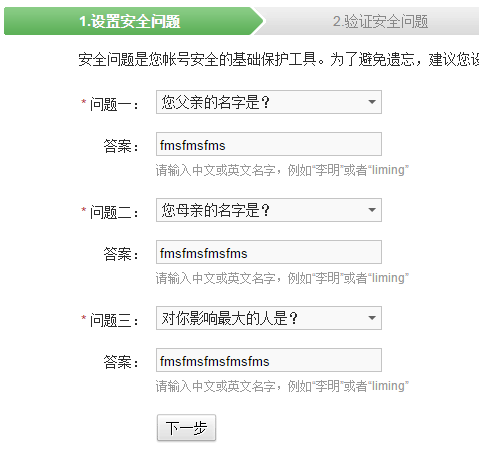 1.设置安全问题 2.验证安全问题
安全问题是您帐号安全的基础保护工具。为了避免遗忘，建议您设
* 问题一： 您父亲的名字是？
答案： fmsfmsfms
请输入中文或英文名字，例如“李明”或者“liming”
* 问题二： 您母亲的名字是？
答案： fmsfmsfmsfms
请输入中文或英文名字，例如“李明”或者“liming”
* 问题三： 对你影响最大的人是？
答案： fmsfmsfmsfmsfms
请输入中文或英文名字，例如“李明”或者“liming”
下一步